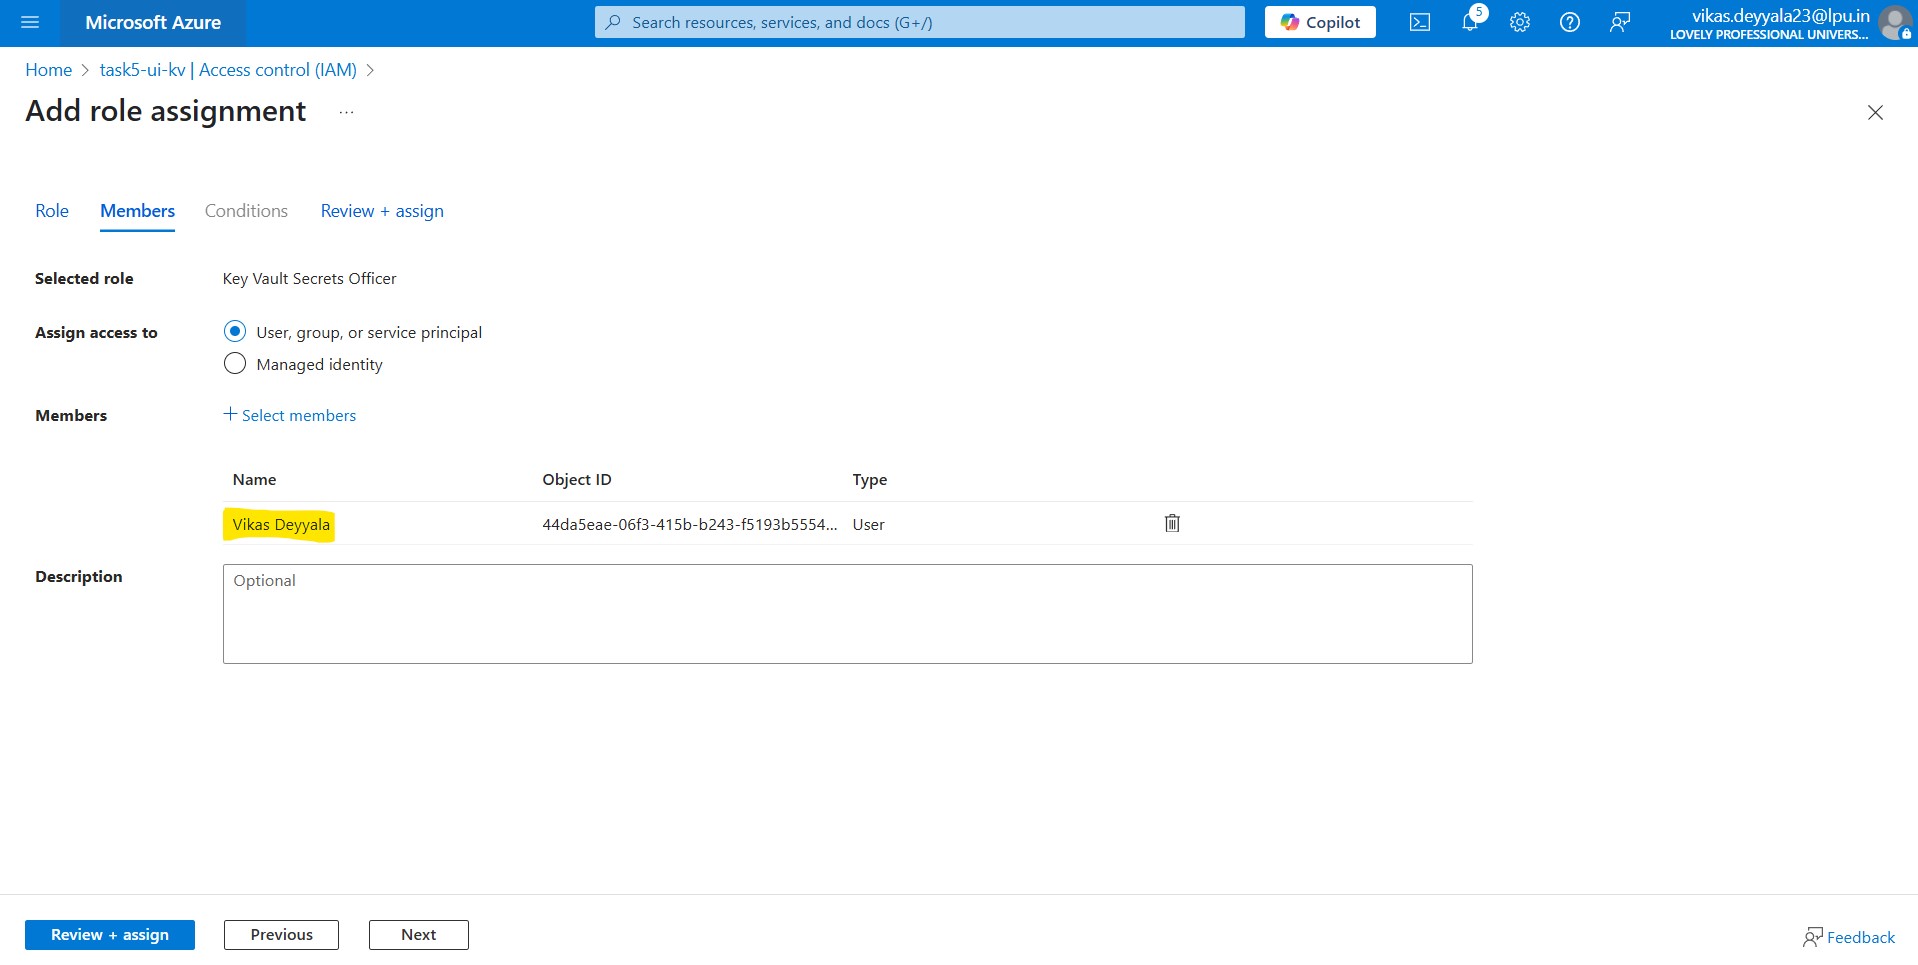 Microsoft Azure
Search resources, services, and docs (G+/)
Copilot
5
vikas.deyyala23@lpu.in
LOVELY PROFESSIONAL UNIVERS...
Home > task5-ui-kv | Access control (IAM) >
Add role assignment ...
Role Members Conditions Review + assign
Selected role Key Vault Secrets Officer
Assign access to User, group, or service principal
Managed identity
Members + Select members
Name Object ID Type
Vikas Deyyala 44da5eae-06f3-415b-b243-f5193b5554... User
Description Optional
Review + assign Previous Next
Feedback